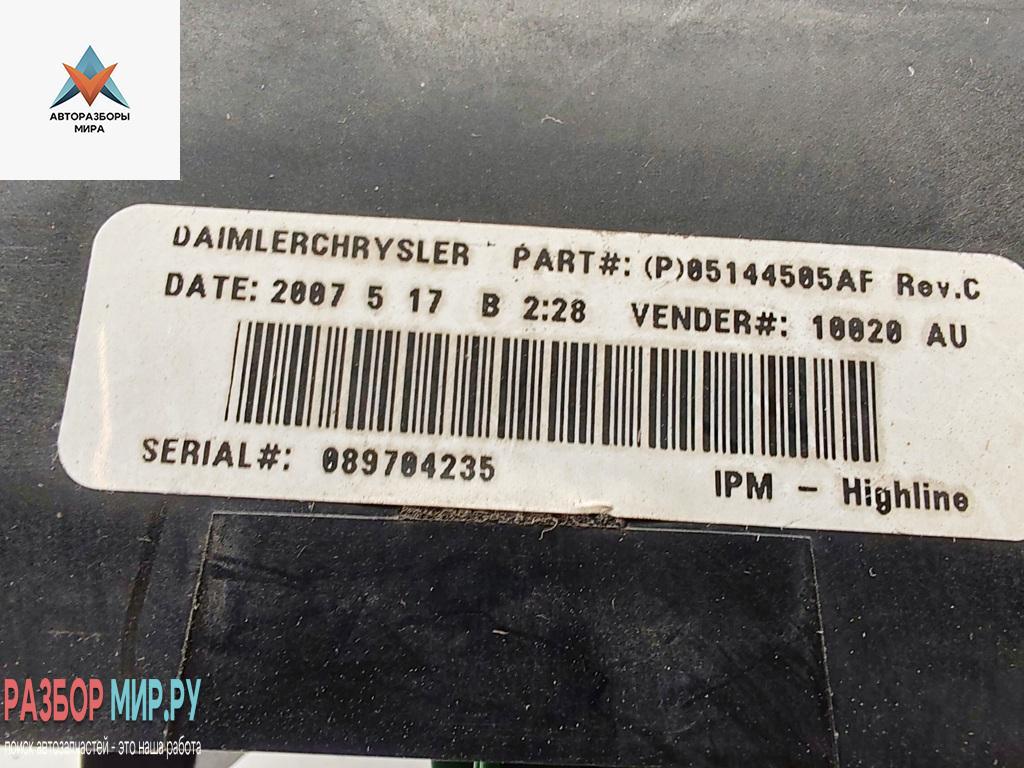 АВТОРАЗБОРЫ
МИРА
DAIMLERCHRYSLER PART#: (P)05144505AF Rev.C
DATE: 2007 5 17 B 2:28 VENDER#: 10020 AU
SERIAL#: 089704235
IPM - Highline
РАЗБОР МИР.РУ
поиск автозапчастей - это наша работа